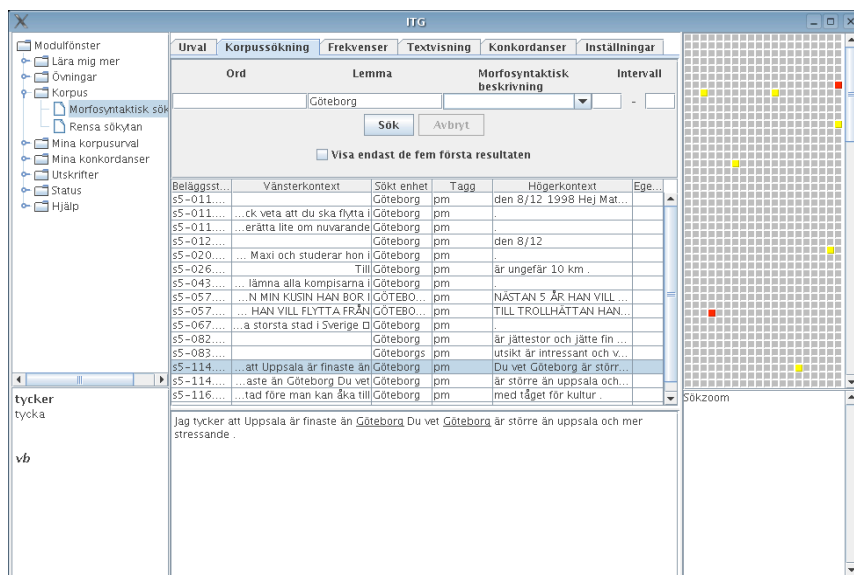 ITG
Modulfönster
Lära mig mer
Övningar
Korpus
Morfosyntaktisk sök
Rensa sökytan
Mina korpusurval
Mina konkordanser
Utskrifter
Status
Hjälp
Urval Korpussökning Frekvenser Textvisning Konkordanser Inställningar
Ord Lemma Morfosyntaktisk beskrivning Intervall
Göteborg -
Sök Avbryt
Visa endast de fem första resultaten
Beläggsst... Vänsterkontext Sökt enhet Tagg Högerkontext Ege...
s5-011.... Göteborg pm den 8/12 1998 Hej Mat...
s5-011.... ...ck veta att du ska flytta i Göteborg pm .
s5-011.... ...erätta lite om nuvarande Göteborg pm .
s5-012.... Göteborg pm den 8/12
s5-020.... ... Maxi och studerar hon i Göteborg pm .
s5-026.... Till Göteborg pm är ungefär 10 km .
s5-043.... ... lämna alla kompisarna i Göteborg pm .
s5-057.... ...N MIN KUSIN HAN BOR I GÖTEBO... pm NÄSTAN 5 ÅR HAN VILL ...
s5-057.... ... HAN VILL FLYTTA FRÅN GÖTEBO... pm TILL TROLLHÄTTAN HAN...
s5-067.... ...a storsta stad i Sverige □ Göteborg pm .
s5-082.... Göteborg pm är jättestor och jätte fin ...
s5-083.... Göteborgs pm utsikt är intressant och v...
s5-114.... ...att Uppsala är finaste än Göteborg pm Du vet Göteborg är störr...
s5-114.... ...aste än Göteborg Du vet Göteborg pm är större än uppsala och...
s5-116.... ...tad före man kan åka till Göteborg pm med tåget för kultur .
tycker
tycka
vb
Jag tycker att Uppsala är finaste än Göteborg Du vet Göteborg är större än uppsala och mer
stressande .
Sökzoom